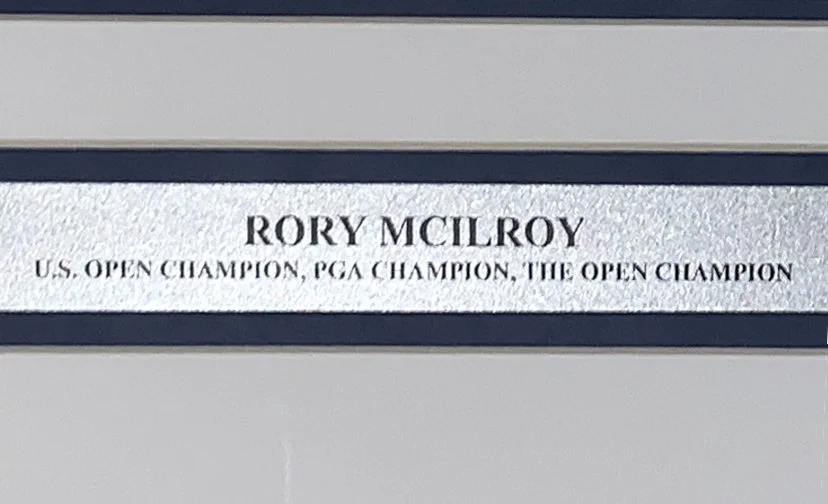 RORY MCILROY
U.S. OPEN CHAMPION, PGA CHAMPION, THE OPEN CHAMPION